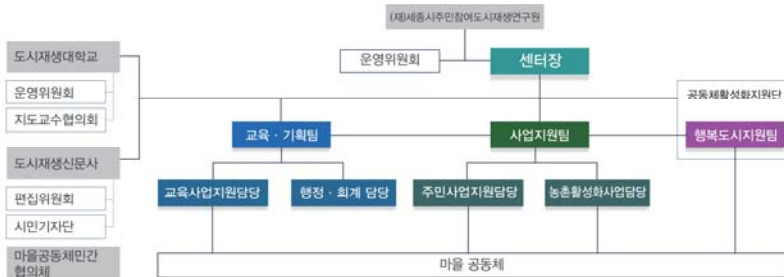 (재)세종시주민참여도시재생연구원
도시재생대학교
운영위원회
센터장
운영위원회
지도교수협의회
공동체활성화지원단
교육·기획팀
사업지원팀
행복도시지원팀
도시재생신문사
편집위원회
시민기자단
교육사업지원담당
행정·회계 담당
주민사업지원담당
농촌활성화사업담당
마을공동체민간
협의체
마을 공동체